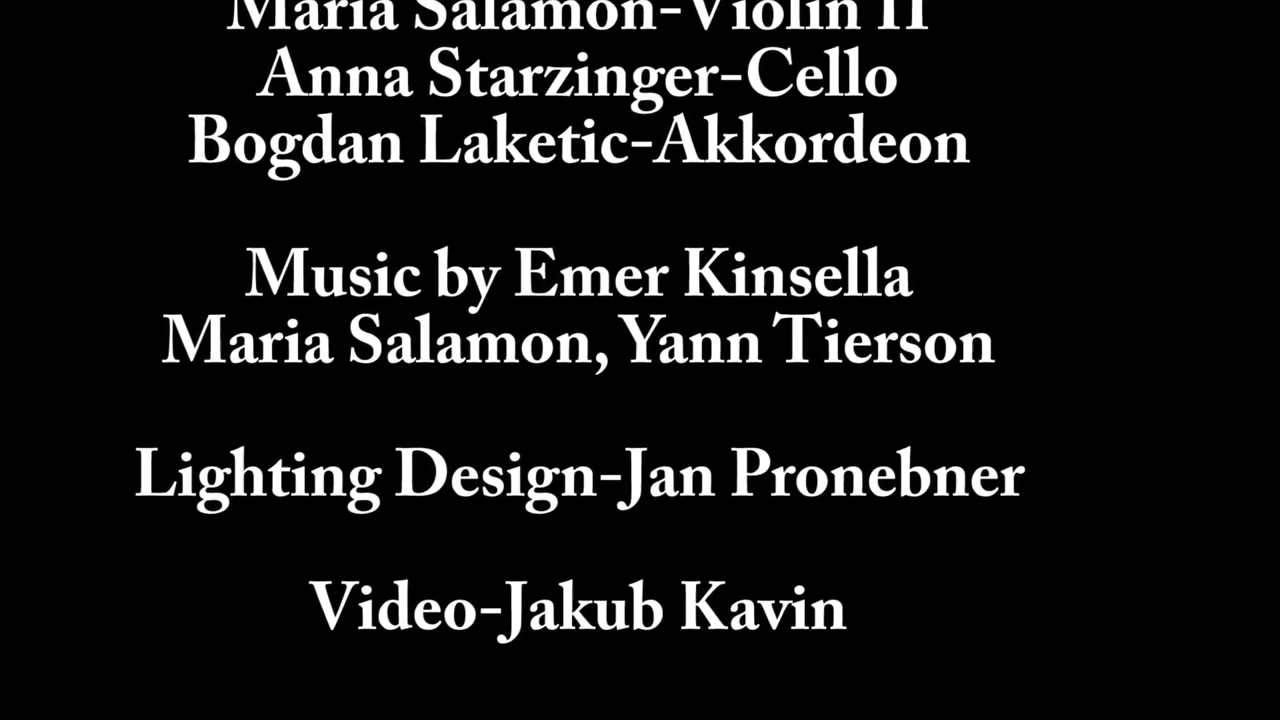 Maria Salamon-Violin II
Anna Starzinger-Cello
Bogdan Laketic-Akkordeon
Music by Emer Kinsella
Maria Salamon, Yann Tierson
Lighting Design-Jan Pronebner
Video-Jakub Kavin